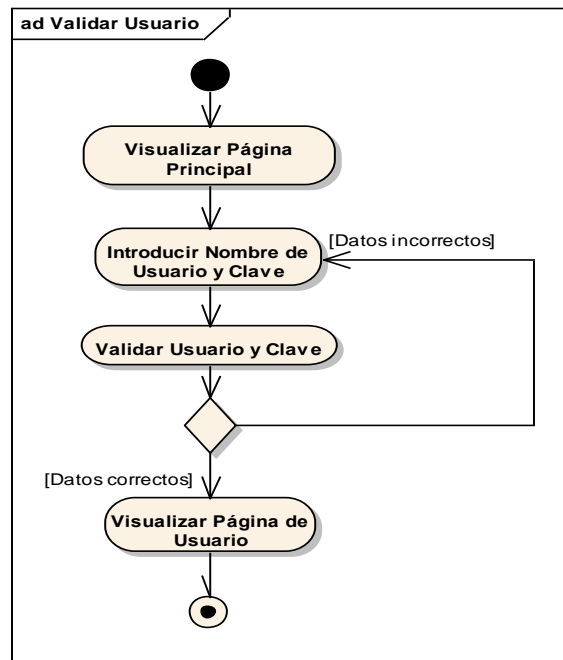 ad Validar Usuario
Visualizar Página
Principal
[Datos incorrectos]
Introducir Nombre de
Usuario y Clave
Validar Usuario y Clave
[Datos correctos]
Visualizar Página de
Usuario